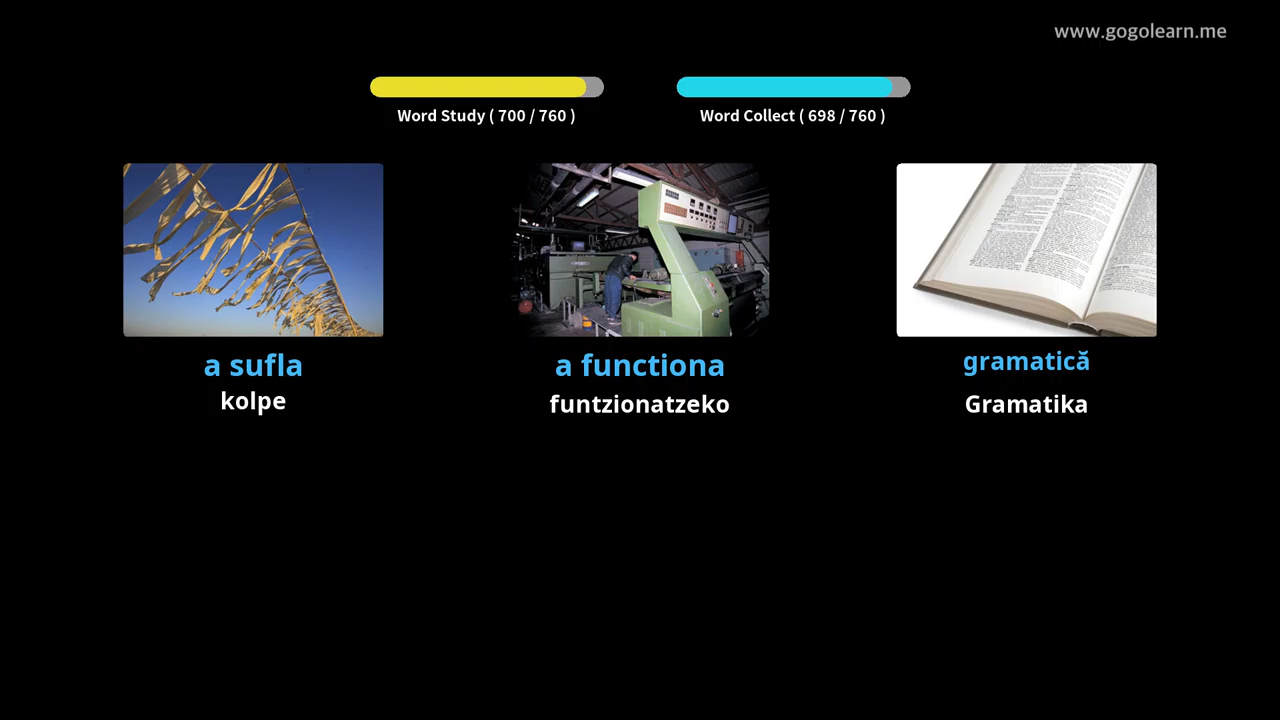 www.gogolearn.me
Word Study ( 700 / 760 )
Word Collect ( 698 / 760 )
a sufla
kolpe
a functiona
funtzionatzeko
gramatică
Gramatika